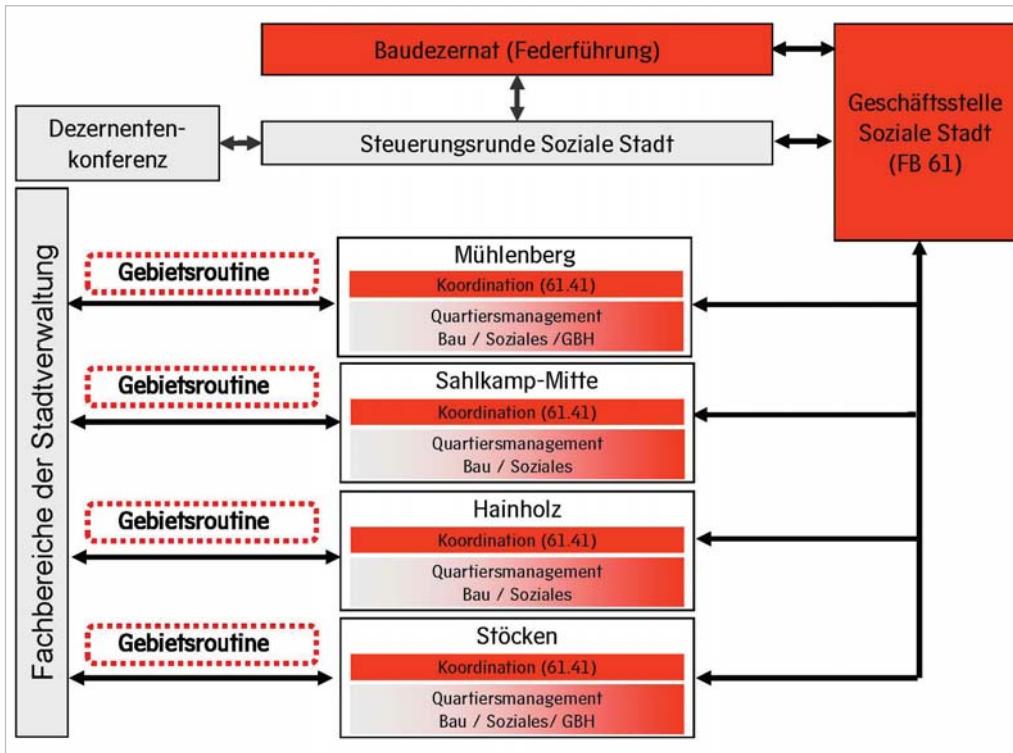 Baudezernat (Federführung)
Geschäftsstelle
Soziale Stadt
(FB 61)
Dezernenten-
konferenz
Steuerungsrunde Soziale Stadt
Fachbereiche der Stadtverwaltung
Gebietsroutine
Mühlenberg
Koordination (61.41)
Quartiersmanagement
Bau / Soziales /GBH
Gebietsroutine
Sahlkamp-Mitte
Koordination (61.41)
Quartiersmanagement
Bau / Soziales
Gebietsroutine
Hainholz
Koordination (61.41)
Quartiersmanagement
Bau / Soziales
Gebietsroutine
Stöcken
Koordination (61.41)
Quartiersmanagement
Bau / Soziales/ GBH